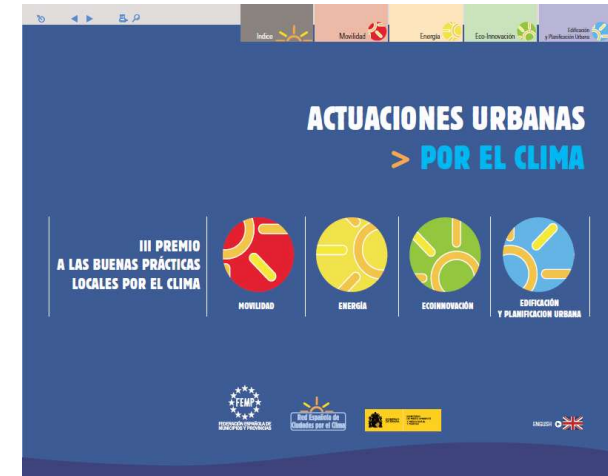 Indice
Movilidad
Energía
Eco-Innovación
Edificación
y Planificación Urbana
ACTUACIONES URBANAS
> POR EL CLIMA
III PREMIO
A LAS BUENAS PRÁCTICAS
LOCALES POR EL CLIMA
MOVILIDAD
ENERGÍA
ECOINNOVACIÓN
EDIFICACIÓN
Y PLANIFICACION URBANA
FEMP
FEDERACIÓN ESPAÑOLA DE
MUNICIPIOS Y PROVINCIAS
Red Española de
Ciudades por el Clima
ENGLISH